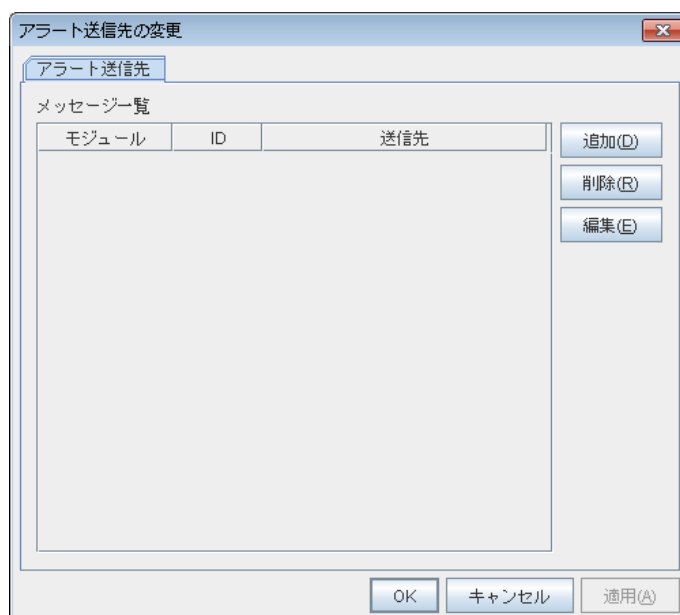 アラート送信先の変更
アラート送信先
メッセージ一覧
モジュール ID 送信先
追加(D)
削除(R)
編集(E)
OK キャンセル 適用(A)